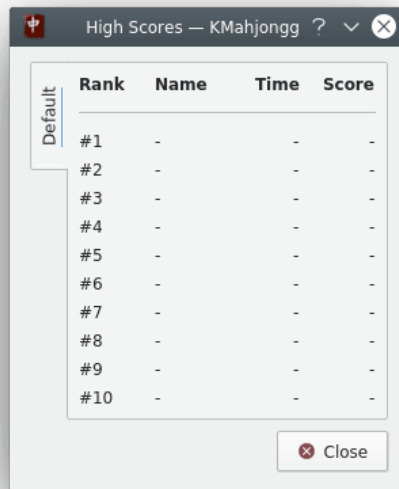 High Scores — KMahjongg ?
Default
Rank Name Time Score
#1 - - -
#2 - - -
#3 - - -
#4 - - -
#5 - - -
#6 - - -
#7 - - -
#8 - - -
#9 - - -
#10 - - -
Close